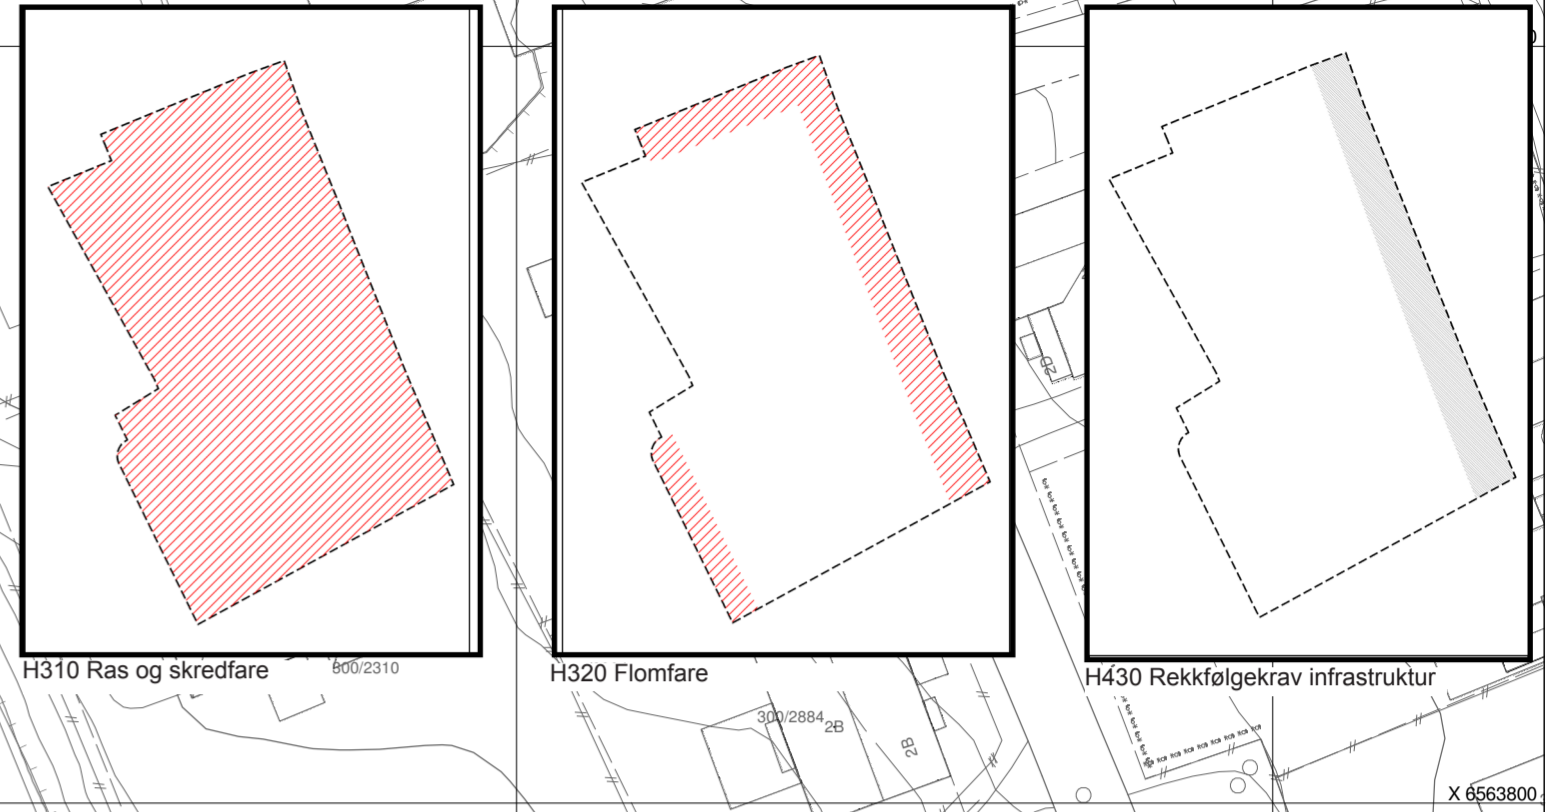 H310 Ras og skredfare
300/2310
H320 Flomfare
H430 Rekkfølgekrav infrastruktur
2D
300/2884
2B
2B
X 6563800